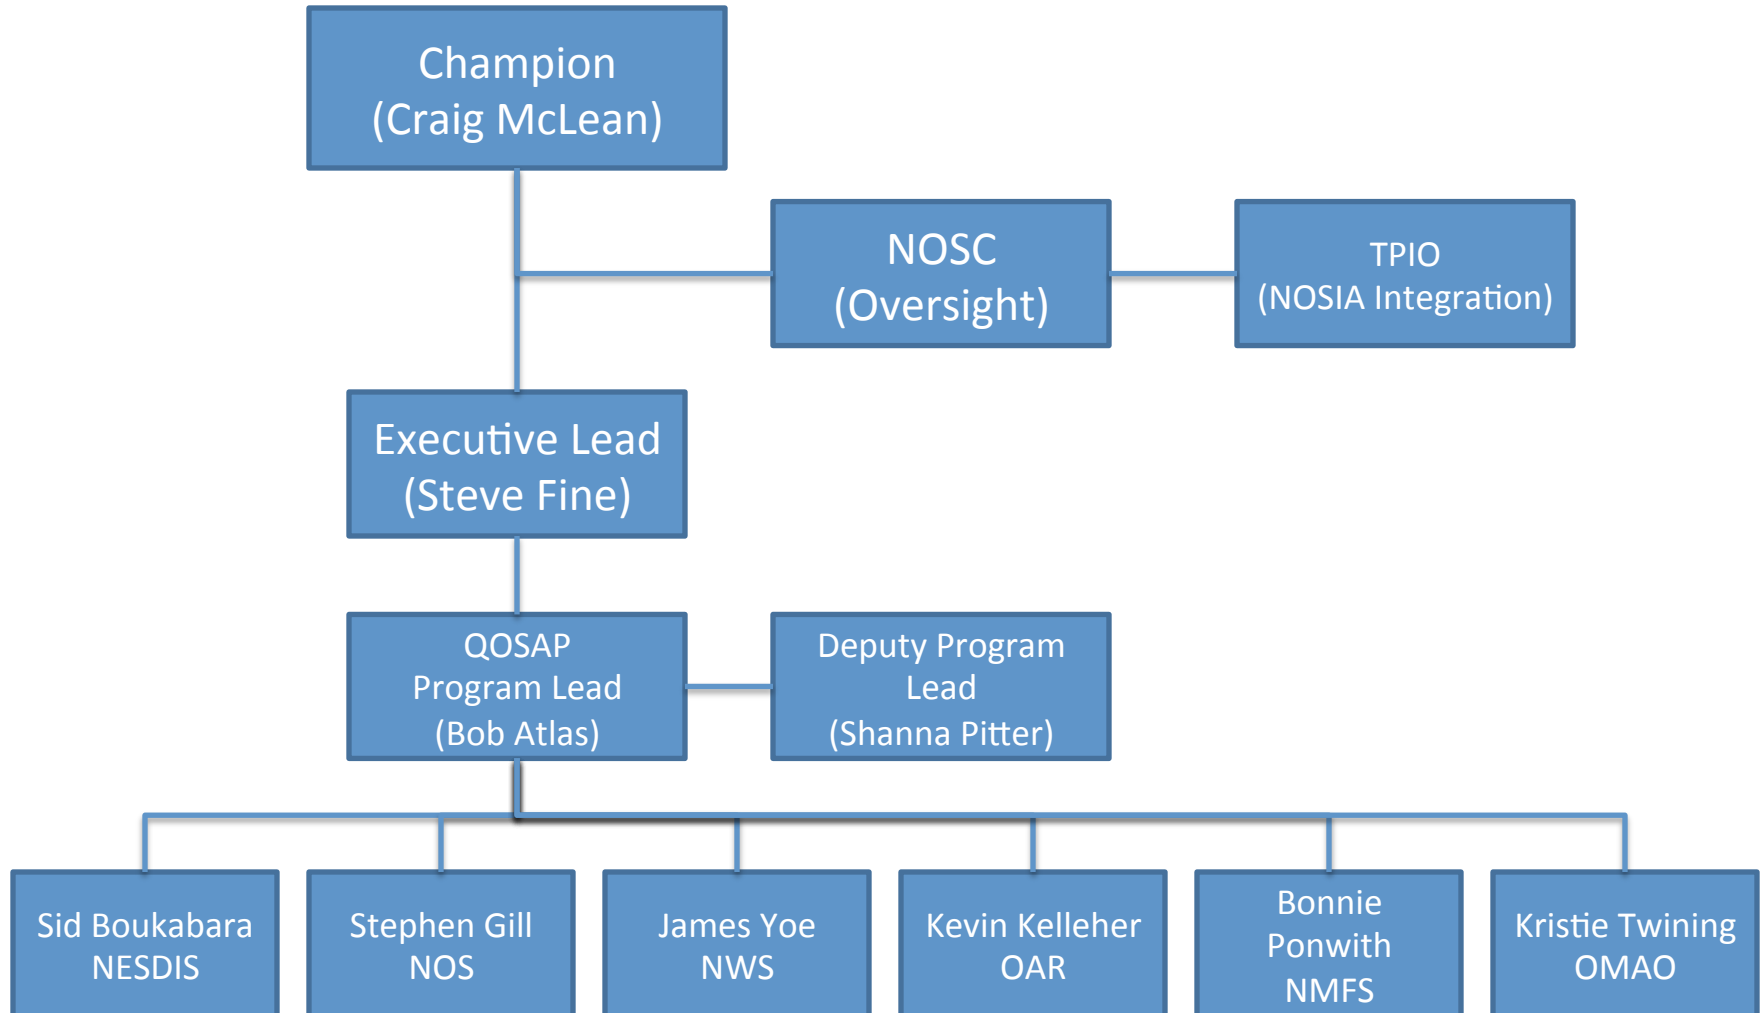 Champion
(Craig McLean)
NOSC
(Oversight)
TPIO
(NOSIA Integration)
Executive Lead
(Steve Fine)
QOSAP
Program Lead
(Bob Atlas)
Deputy Program
Lead
(Shanna Pitter)
Sid Boukabara
NESDIS
Stephen Gill
NOS
James Yoe
NWS
Kevin Kelleher
OAR
Bonnie
Ponwith
NMFS
Kristie Twining
OMAO